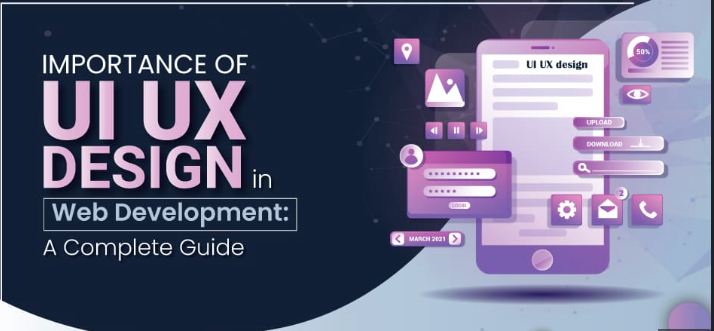 IMPORTANCE OF
UI UX
DESIGN in
Web Development:
A Complete Guide
UI UX design
50%
UPLOAD
DOWNLOAD
LOGIN
2
MARCH 2021